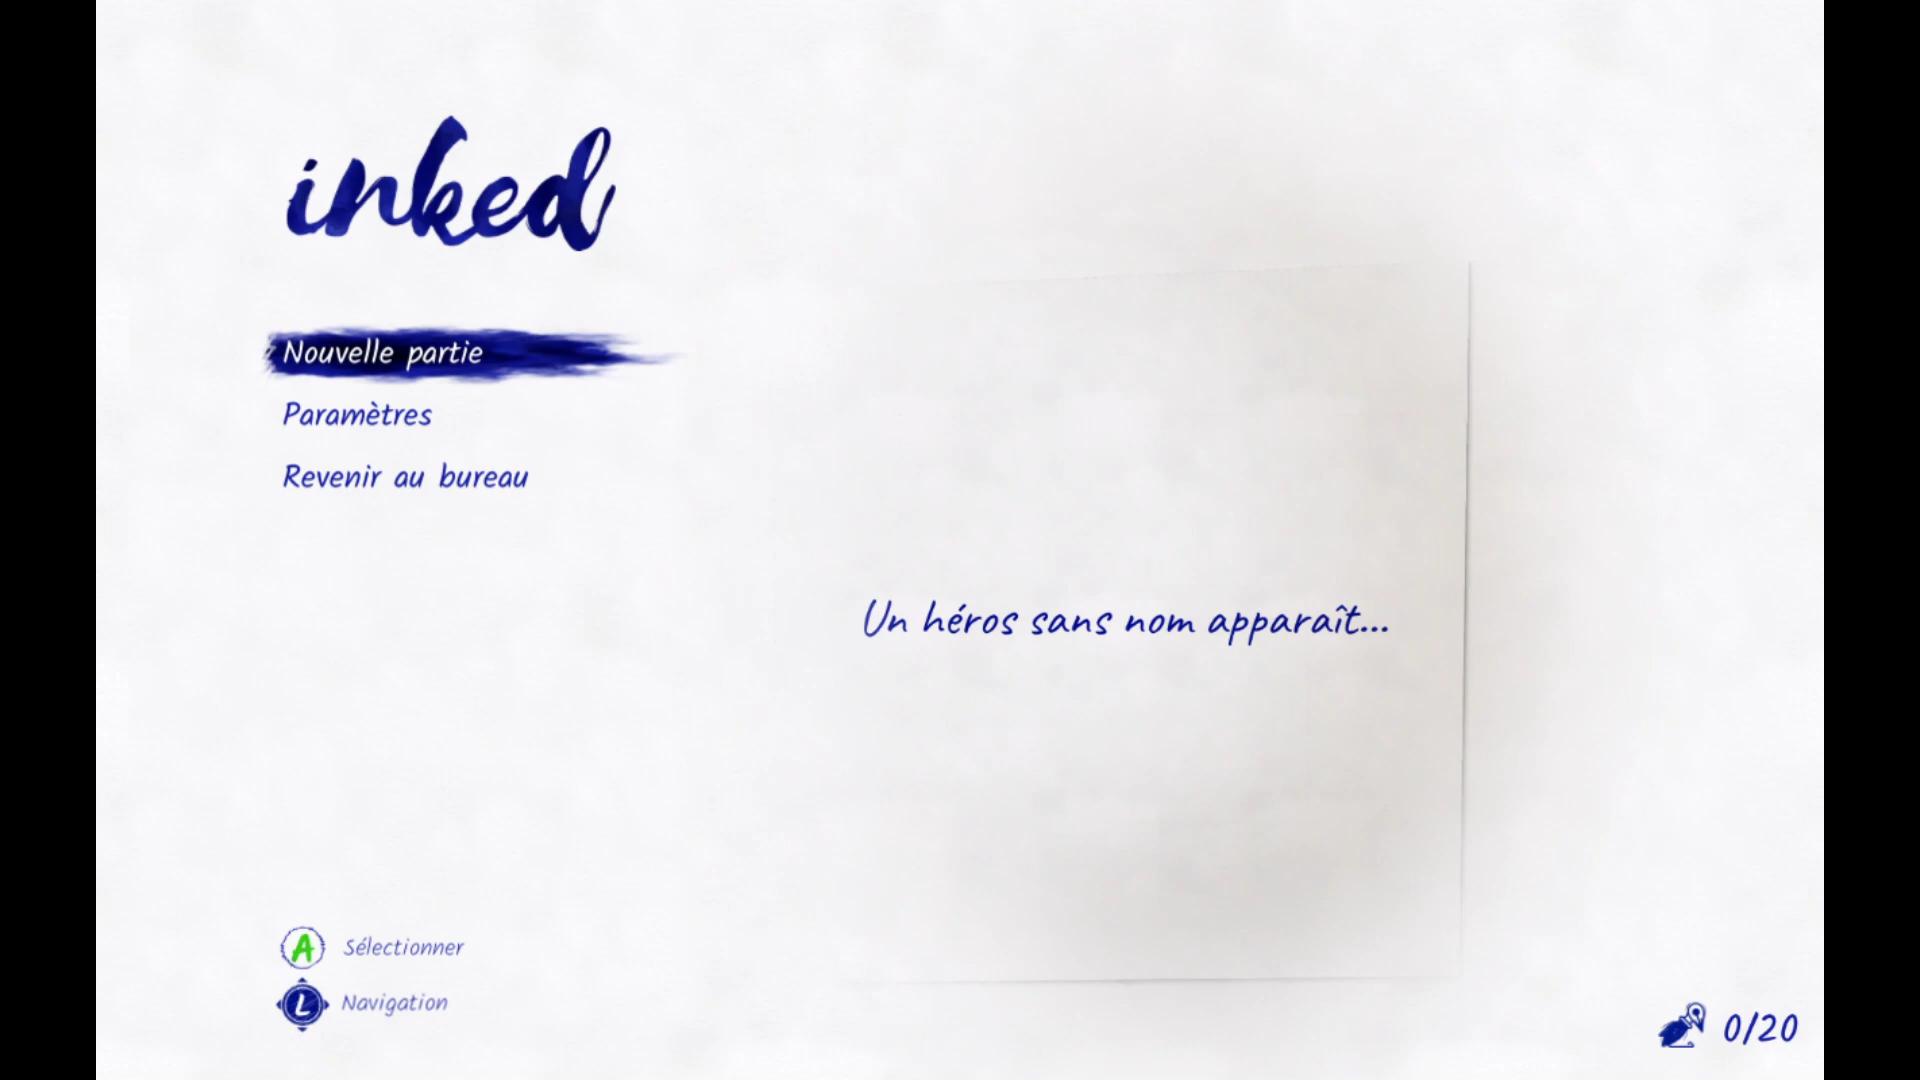 inked
Nouvelle partie
Paramètres
Revenir au bureau
Un héros sans nom apparaît...
A Sélectionner
L Navigation
0/20